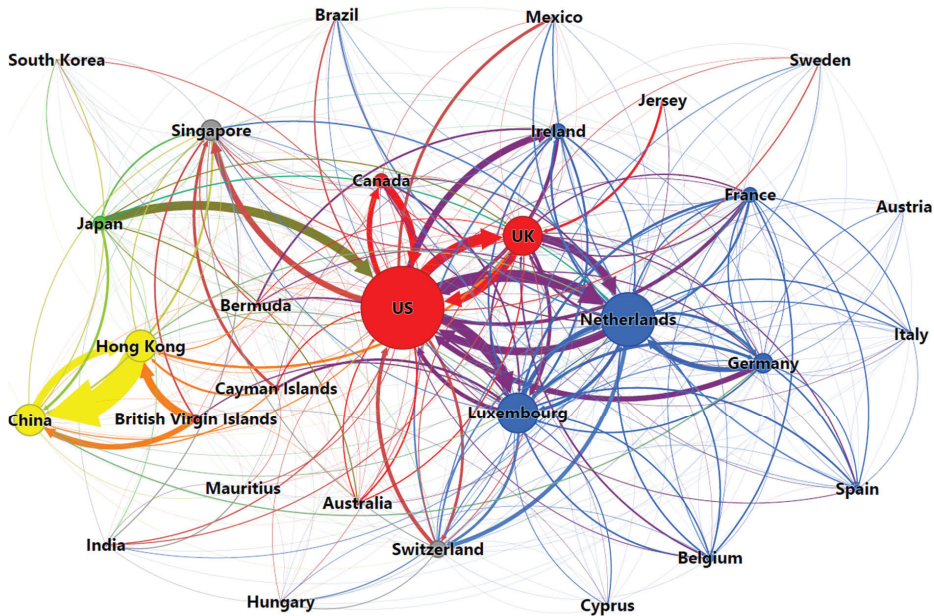 Brazil
Mexico
South Korea
Sweden
Jersey
Singapore
Ireland
Canada
France
Austria
Japan
UK
Bermuda
US
Netherlands
Italy
Hong Kong
Germany
Cayman Islands
China
British Virgin Islands
Luxembourg
Mauritius
Spain
Australia
India
Switzerland
Belgium
Hungary
Cyprus